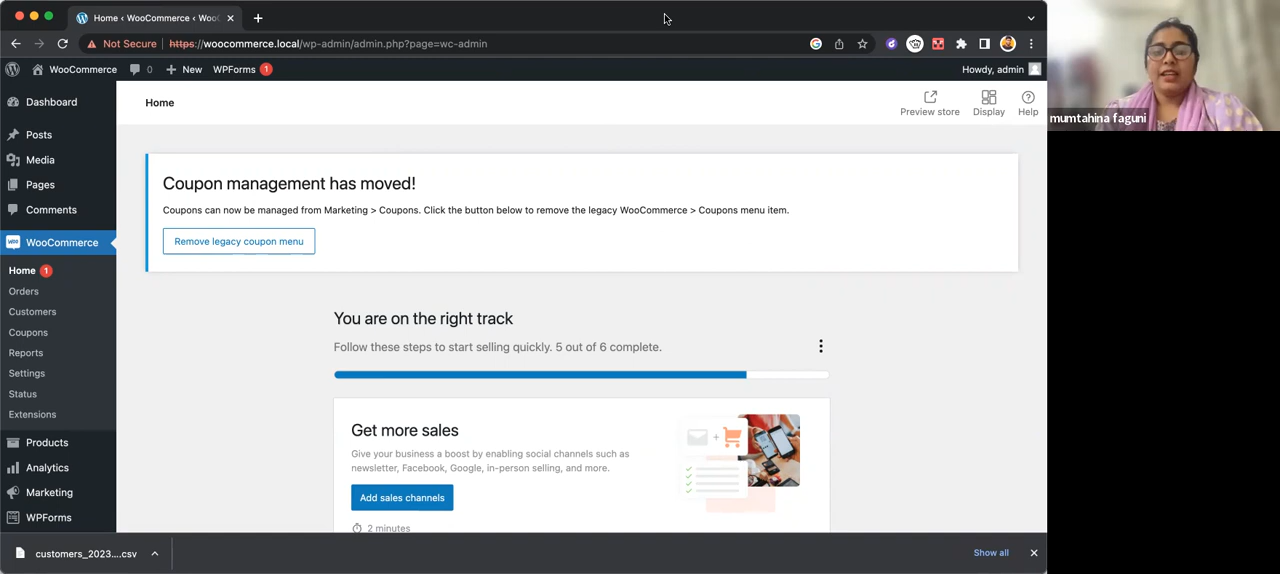 Home ‹ WooCommerce ‹ Woo
Not Secure
https://woocommerce.local/wp-admin/admin.php?page=wc-admin
WooCommerce
0
New
WPForms 1
Howdy, admin
Dashboard
Posts
Media
Pages
Comments
WooCommerce
Home 1
Orders
Customers
Coupons
Reports
Settings
Status
Extensions
Products
Analytics
Marketing
WPForms
Home
Preview store
Display
Help
Coupon management has moved!
Coupons can now be managed from Marketing > Coupons. Click the button below to remove the legacy WooCommerce > Coupons menu item.
Remove legacy coupon menu
You are on the right track
Follow these steps to start selling quickly. 5 out of 6 complete.
Get more sales
Give your business a boost by enabling social channels such as
newsletter, Facebook, Google, in-person selling, and more.
Add sales channels
2 minutes
customers_2023....csv
Show all
mumtahina faguni